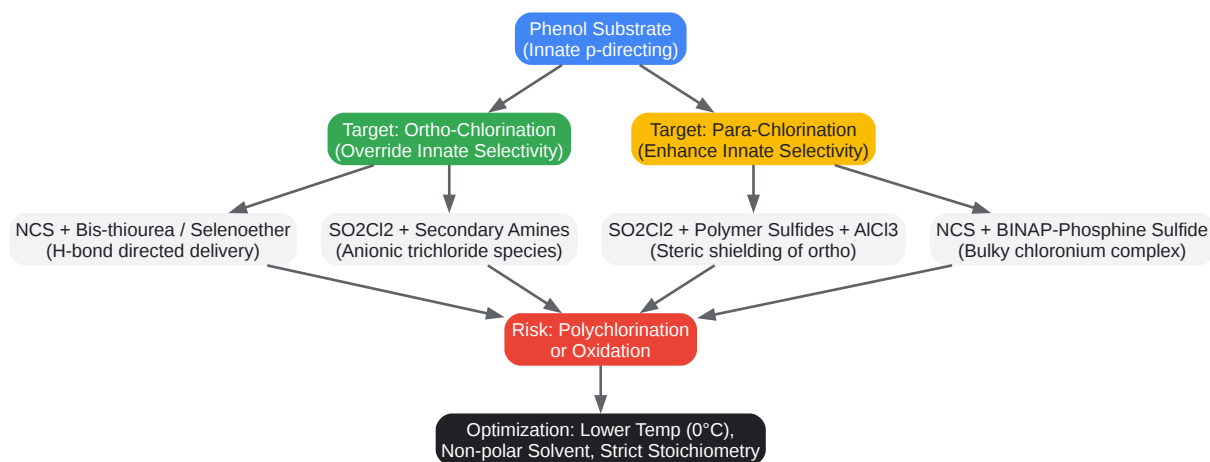 Phenol Substrate
(Innate p-directing)
Target: Ortho-Chlorination
(Override Innate Selectivity)
Target: Para-Chlorination
(Enhance Innate Selectivity)
NCS + Bis-thiourea / Selenoether
(H-bond directed delivery)
SO2Cl2 + Secondary Amines
(Anionic trichloride species)
SO2Cl2 + Polymer Sulfides + AlCl3
(Steric shielding of ortho)
NCS + BINAP-Phosphine Sulfide
(Bulky chloronium complex)
Risk: Polychlorination
or Oxidation
Optimization: Lower Temp (0°C),
Non-polar Solvent, Strict Stoichiometry